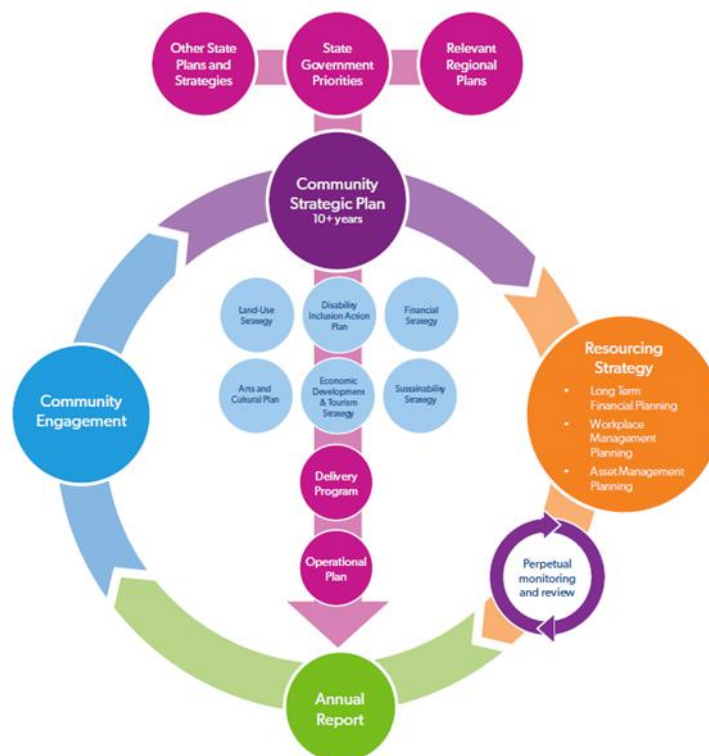 Other State
Plans and
Strategies
State
Government
Priorities
Relevant
Regional
Plans
Community
Strategic Plan
10+ years
Land-Use
Strategy
Disability
Inclusion Action
Plan
Financial
Strategy
Arts and
Cultural Plan
Economic
Development
& Tourism
Strategy
Sustainability
Strategy
Community
Engagement
Resourcing
Strategy
• Long Term
Financial Planning
• Workplace
Management
Planning
• Asset Management
Planning
Delivery
Program
Operational
Plan
Perpetual
monitoring
and review
Annual
Report